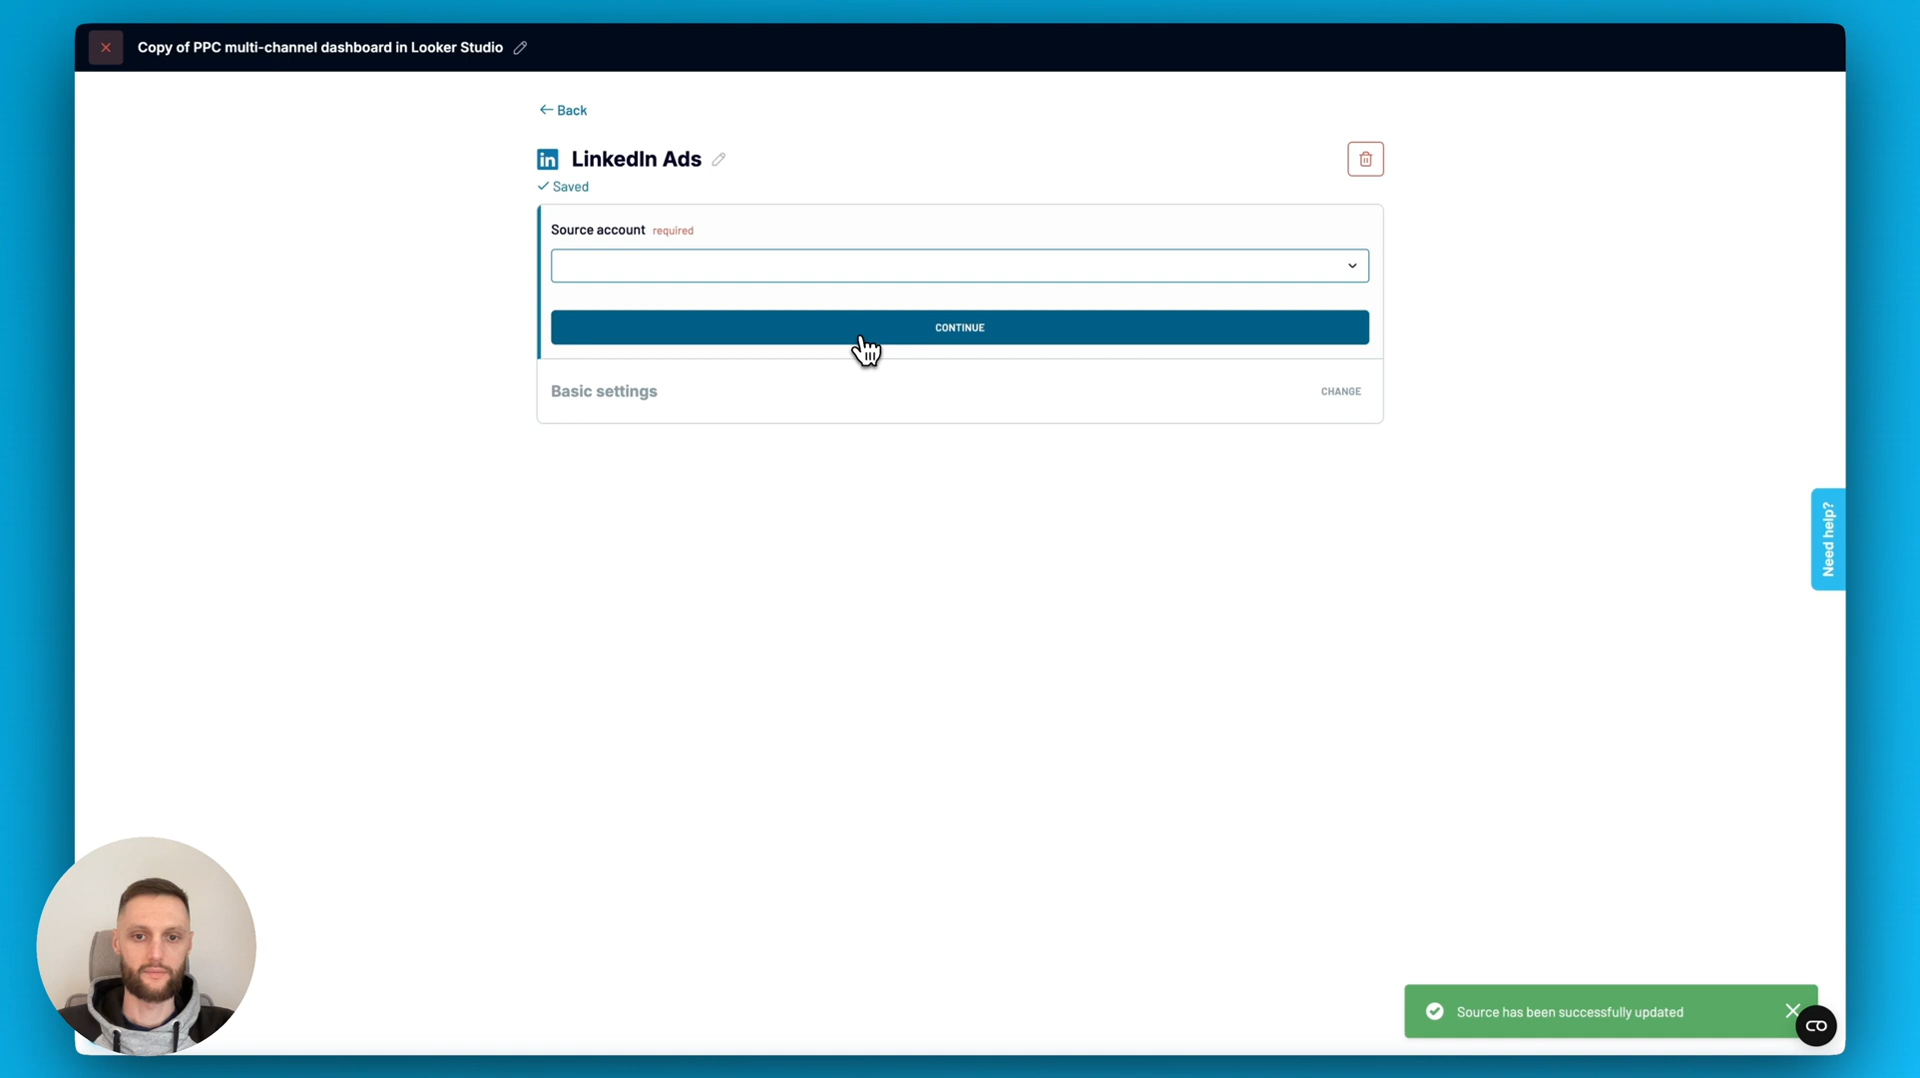 Copy of PPC multi-channel dashboard in Looker Studio
Back
in LinkedIn Ads
Saved
Source account required
CONTINUE
Basic settings
CHANGE
Need help?
Source has been successfully updated